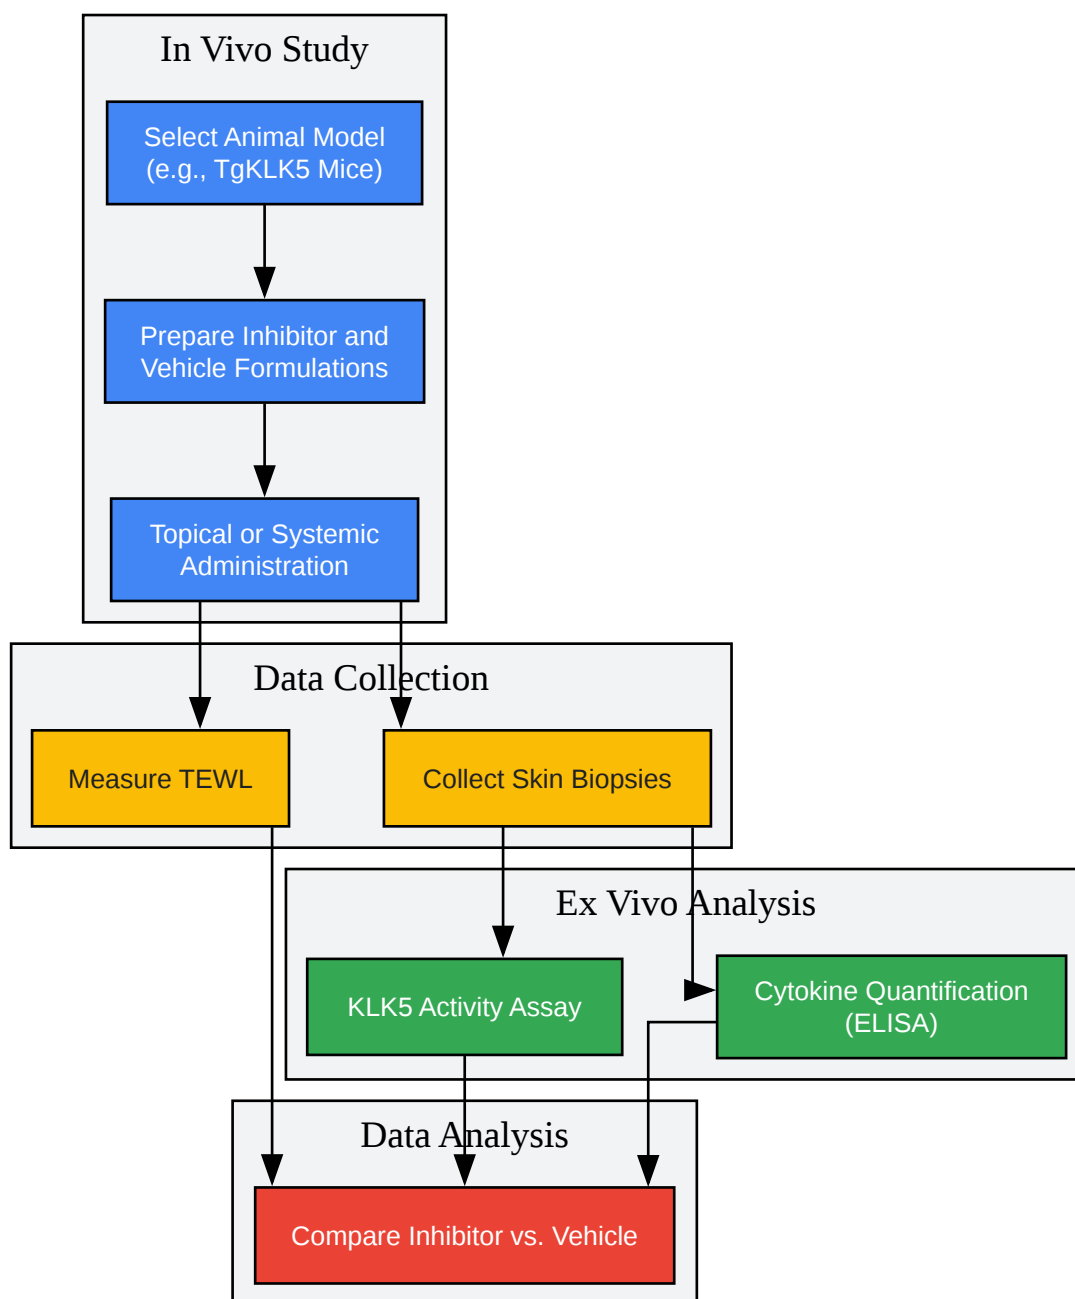 In Vivo Study
Select Animal Model
(e.g., TgKLK5 Mice)
Prepare Inhibitor and
Vehicle Formulations
Topical or Systemic
Administration
Data Collection
Measure TEWL
Collect Skin Biopsies
Ex Vivo Analysis
KLK5 Activity Assay
Cytokine Quantification
(ELISA)
Data Analysis
Compare Inhibitor vs. Vehicle